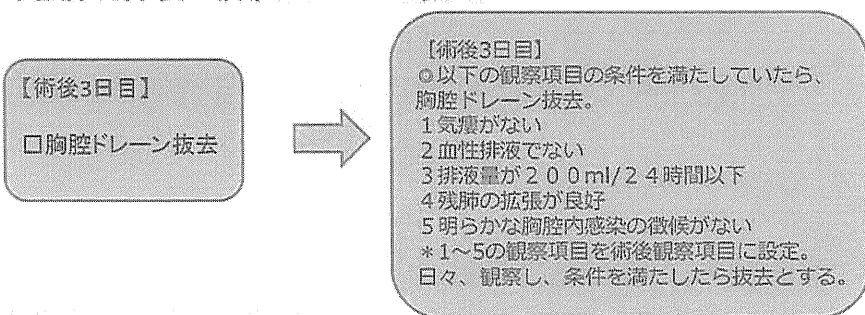 【術後3日目】
□胸腔ドレーン抜去
【術後3日目】
◎以下の観察項目の条件を満たしていたら、
胸腔ドレーン抜去。
1気瘻がない
2血性排液でない
3排液量が200ml/24時間以下
4残肺の拡張が良好
5明らかな胸腔内感染の徴候がない
*1~5の観察項目を術後観察項目に設定。
日々、観察し、条件を満たしたら抜去とする。